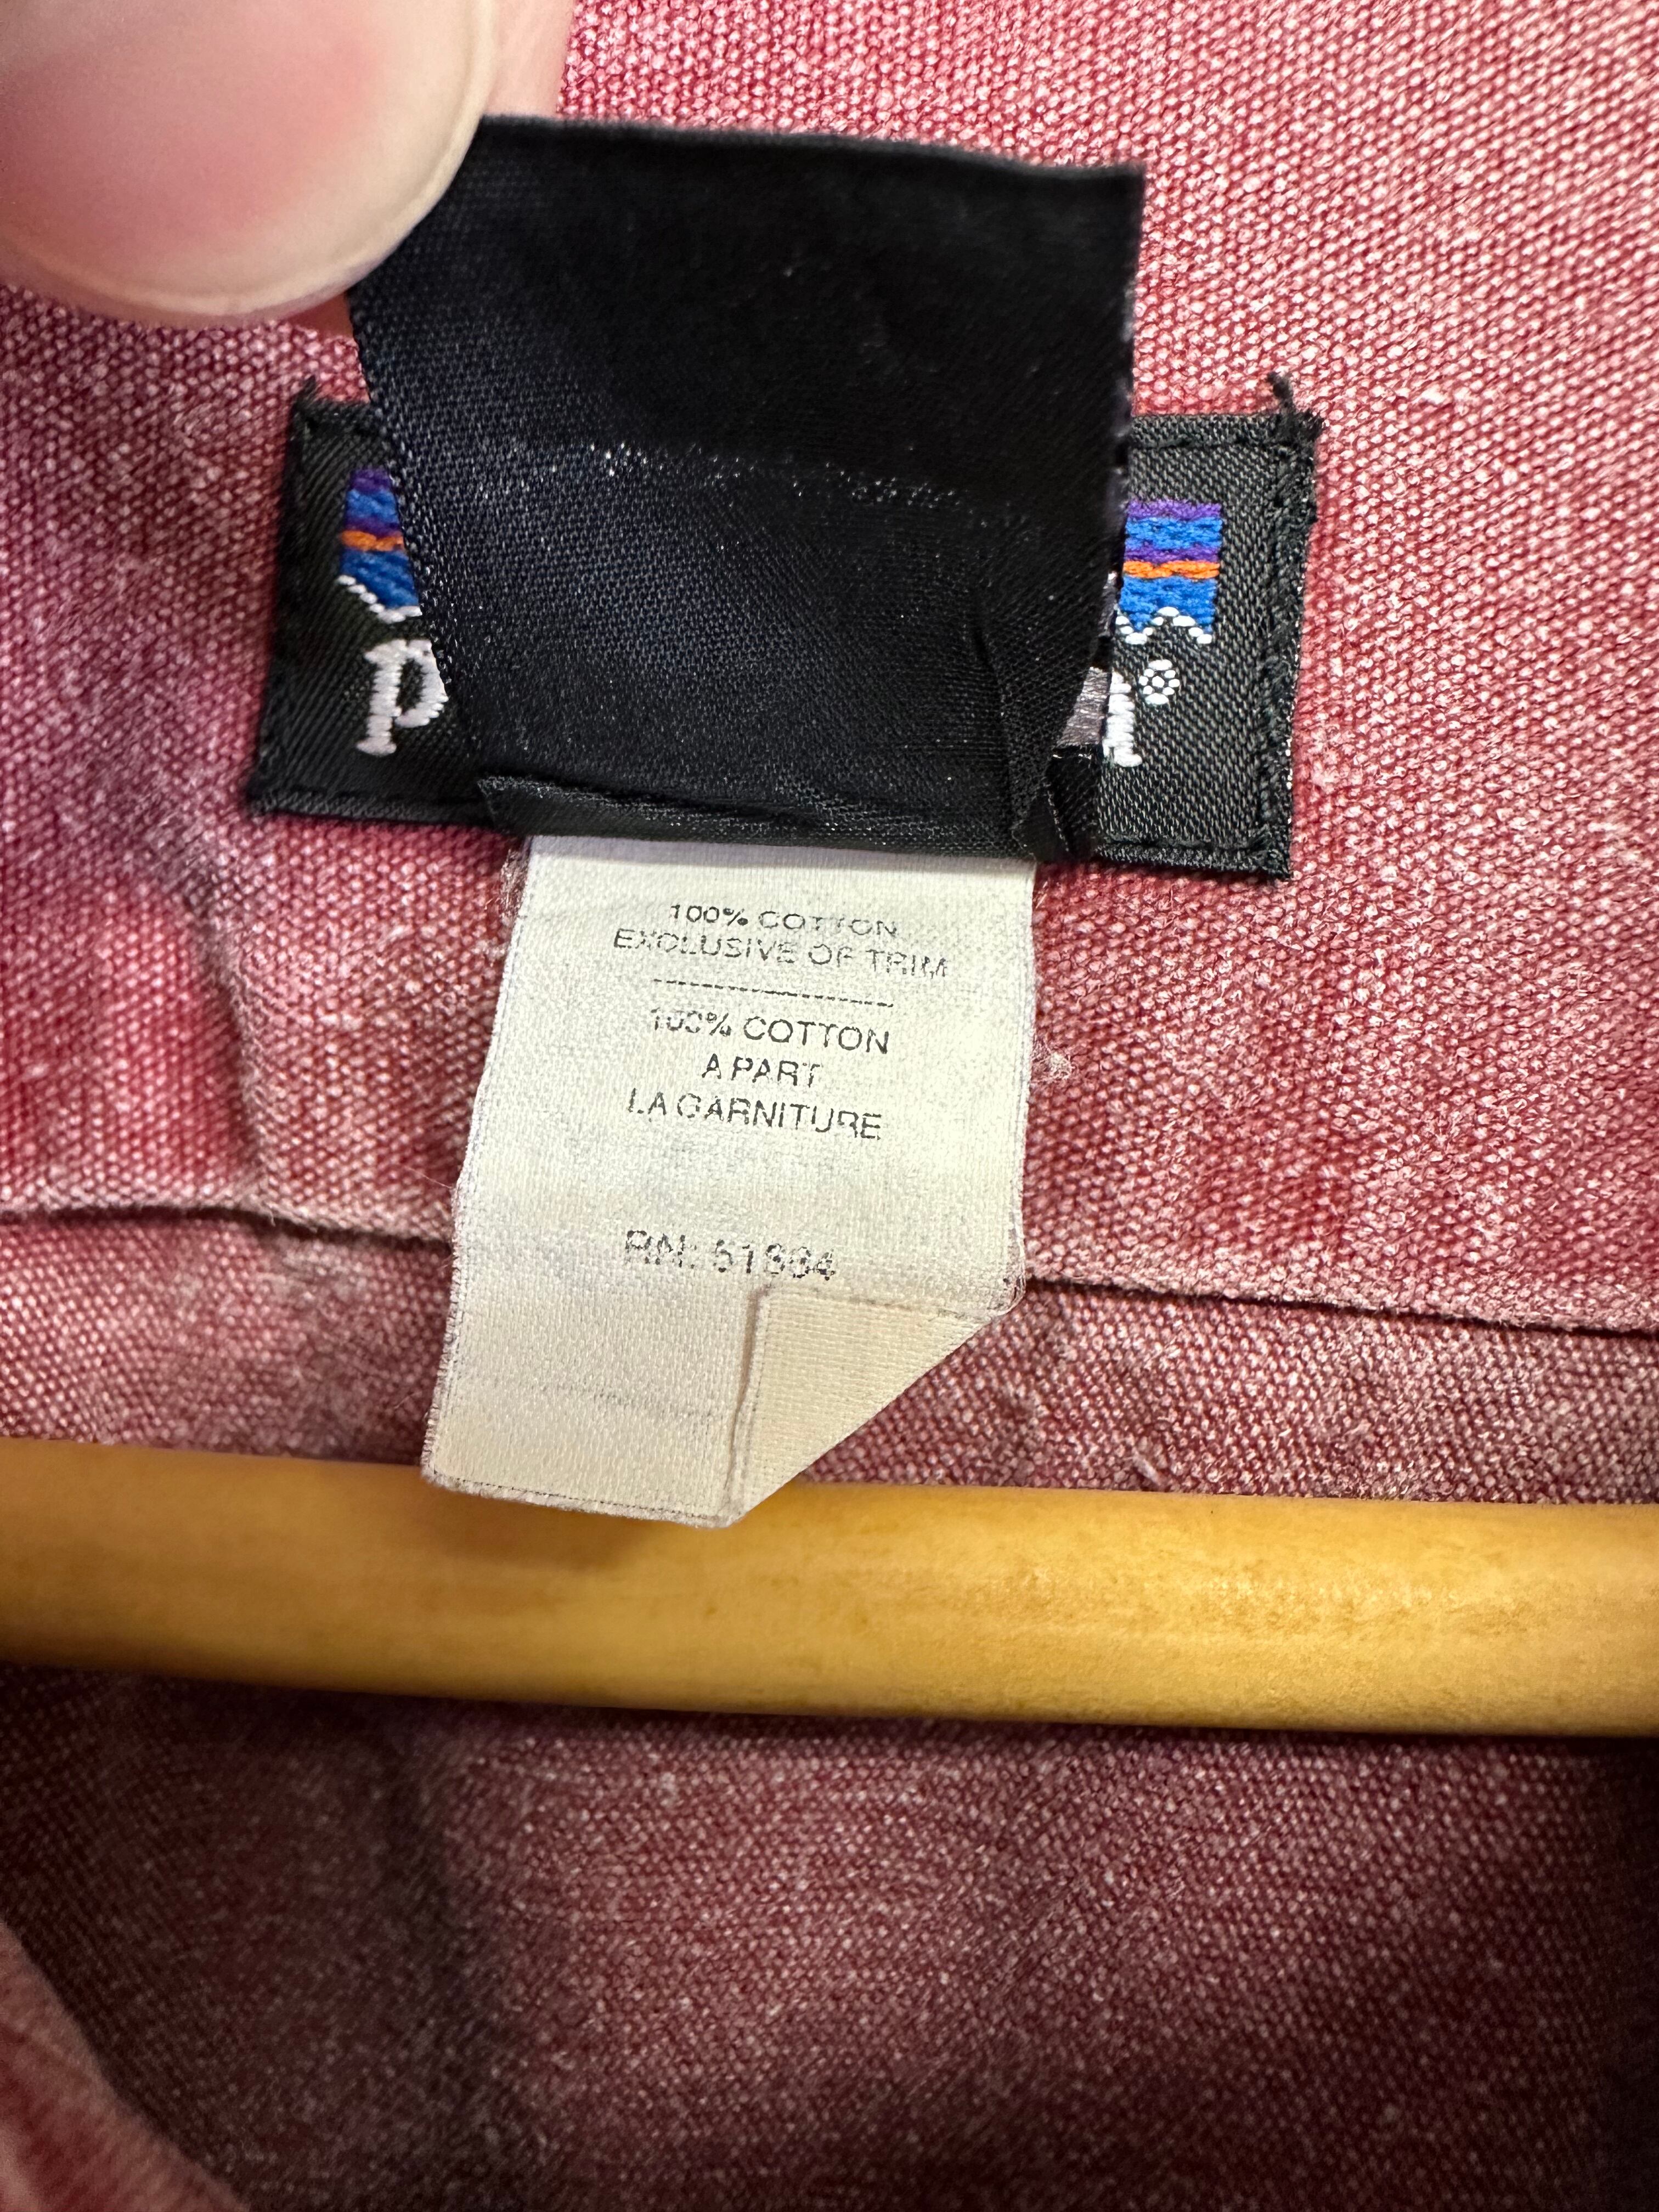 p a®
100% COTTON
EXCLUSIVE OF TRIM
100% COTTON
A PART
LA GARNITURE
RN: 51884